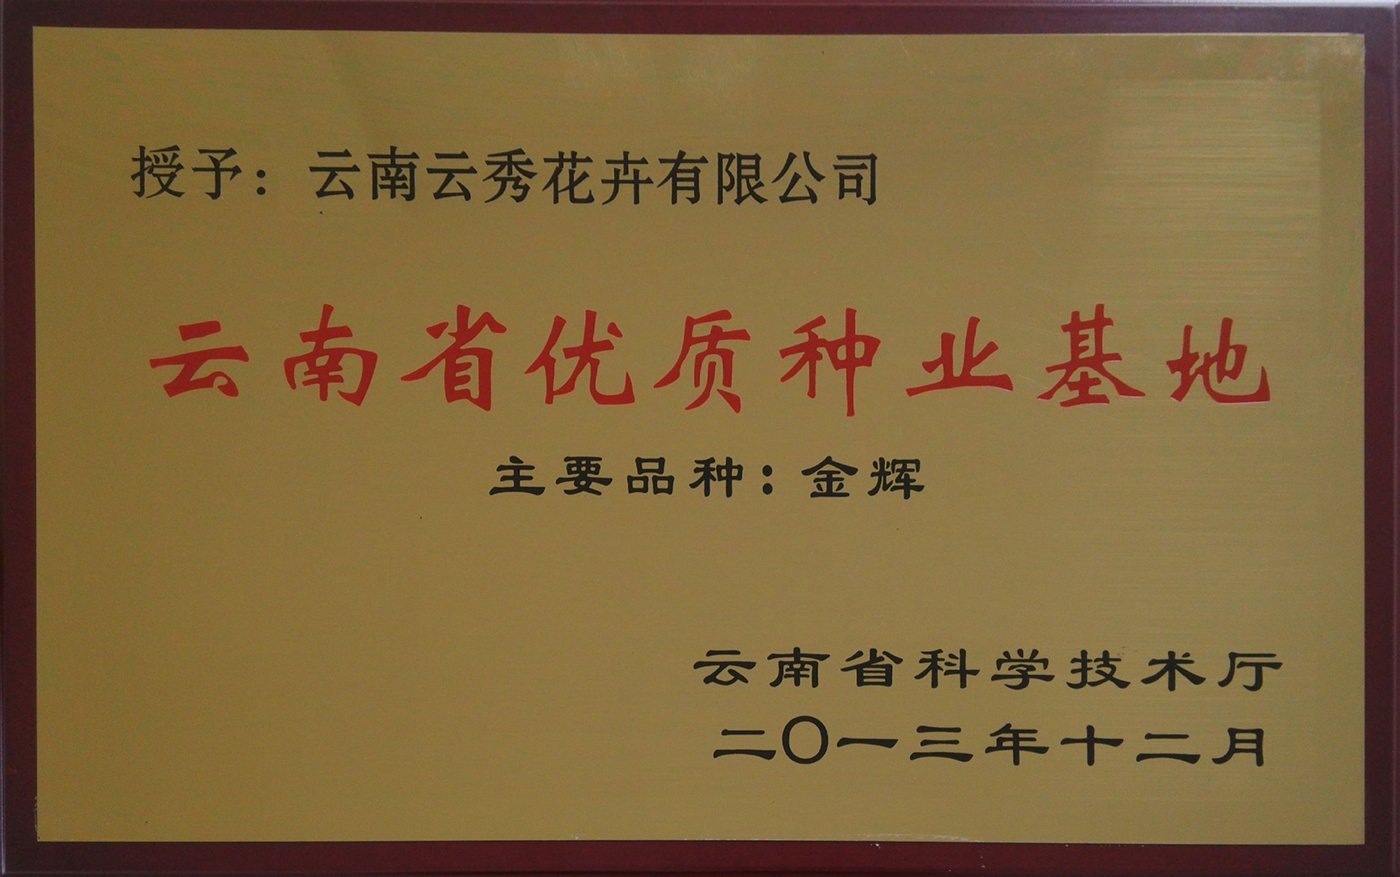 授予：云南云秀花卉有限公司
云南省优质种业基地
主要品种：金辉
云南省科学技术厅
二〇一三年十二月